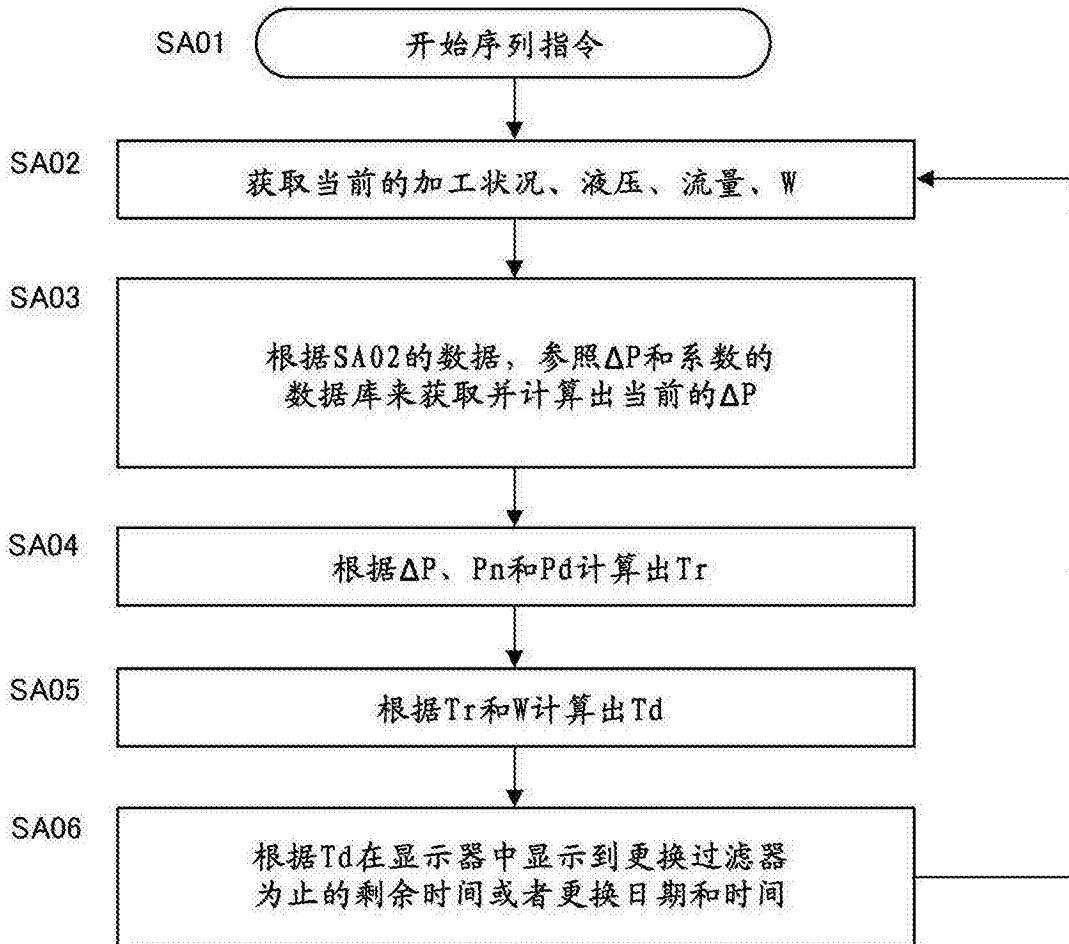 SA01
开始序列指令
SA02
获取当前的加工状况、液压、流量、W
SA03
根据SA02的数据，参照ΔP和系数的
数据库来获取并计算出当前的ΔP
SA04
根据ΔP、Pn和Pd计算出Tr
SA05
根据Tr和W计算出Td
SA06
根据Td在显示器中显示到更换过滤器
为止的剩余时间或者更换日期和时间